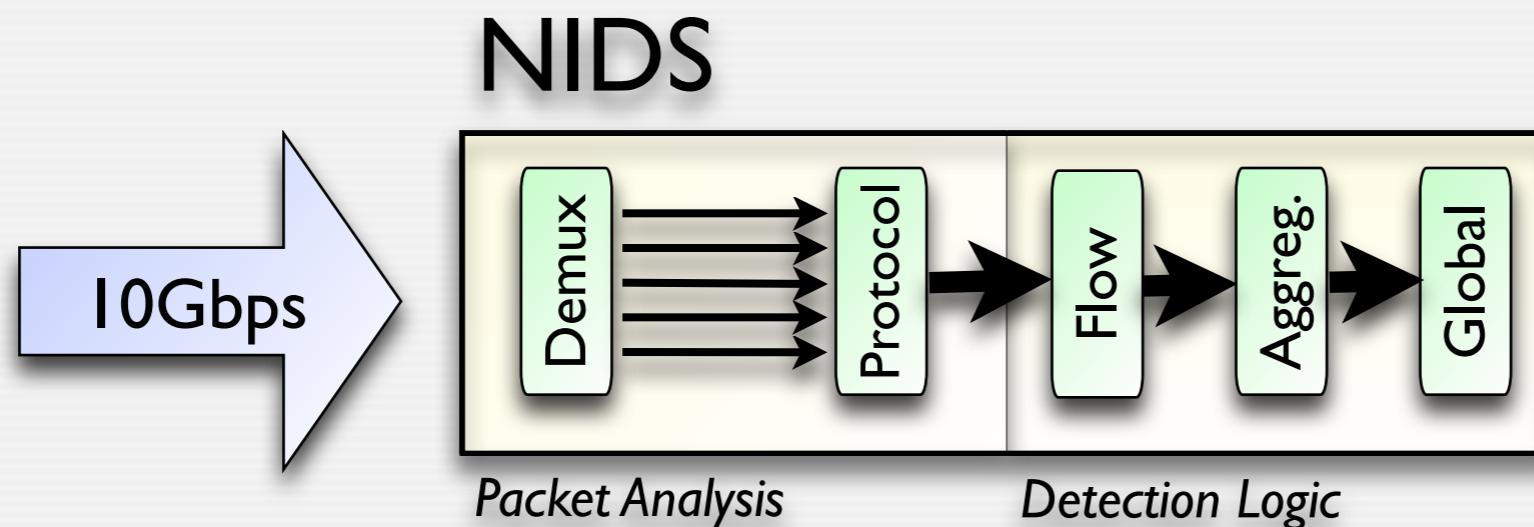 NIDS
10Gbps
Demux
Protocol
Flow
Aggreg.
Global
Packet Analysis
Detection Logic